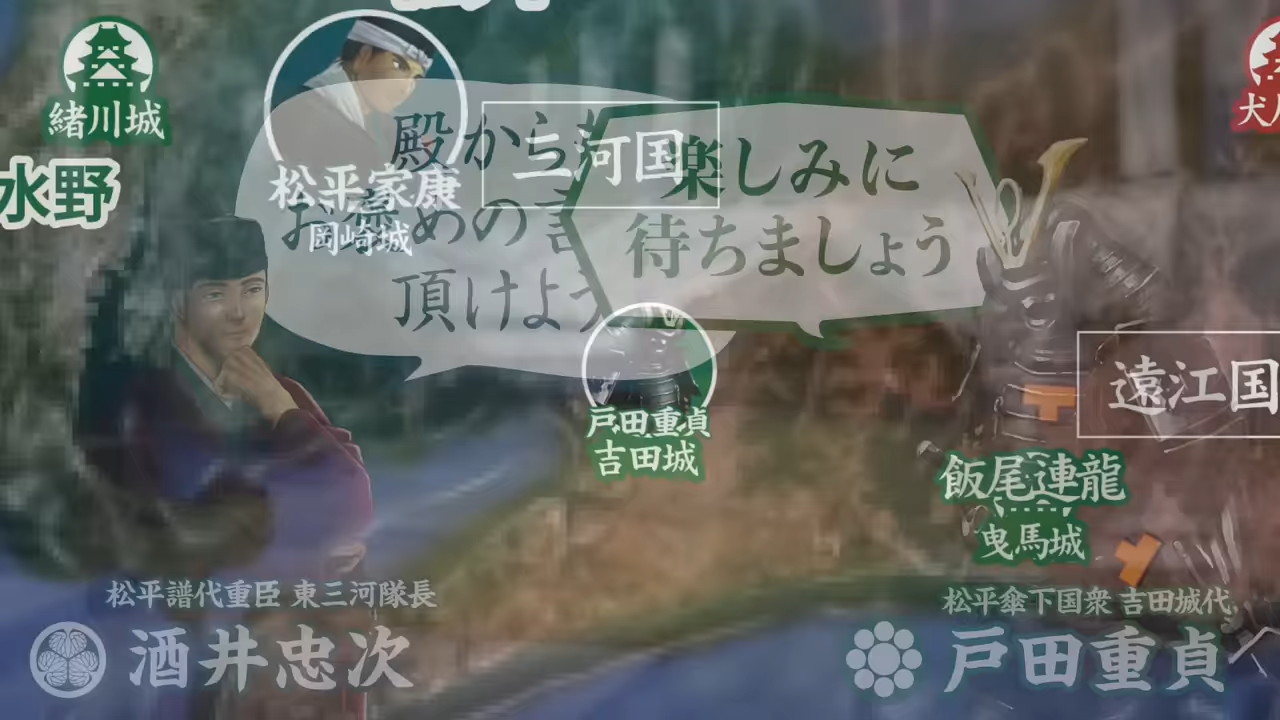 緒川城
水野
松平家康
岡崎城
三河国
殿から
お褒めの言
頂けよう
楽しみに
待ちましょう
戸田重貞
吉田城
遠江国
飯尾連龍
曳馬城
松平譜代重臣 東三河隊長
酒井忠次
松平傘下国衆 吉田城代
戸田重貞